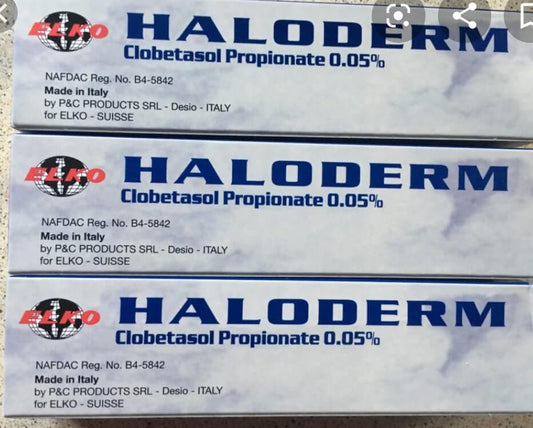 ELKO
HALODERM
Clobetasol Propionate 0.05%
NAFDAC Reg. No. B4-5842
Made in Italy
by P&C PRODUCTS SRL - Desio - ITALY
for ELKO - SUISSE
ELKO
HALODERM
Clobetasol Propionate 0.05%
NAFDAC Reg. No. B4-5842
Made in Italy
by P&C PRODUCTS SRL - Desio - ITALY
for ELKO - SUISSE
ELKO
HALODERM
Clobetasol Propionate 0.05%
NAFDAC Reg. No. B4-5842
Made in Italy
by P&C PRODUCTS SRL - Desio - ITALY
for ELKO - SUISSE